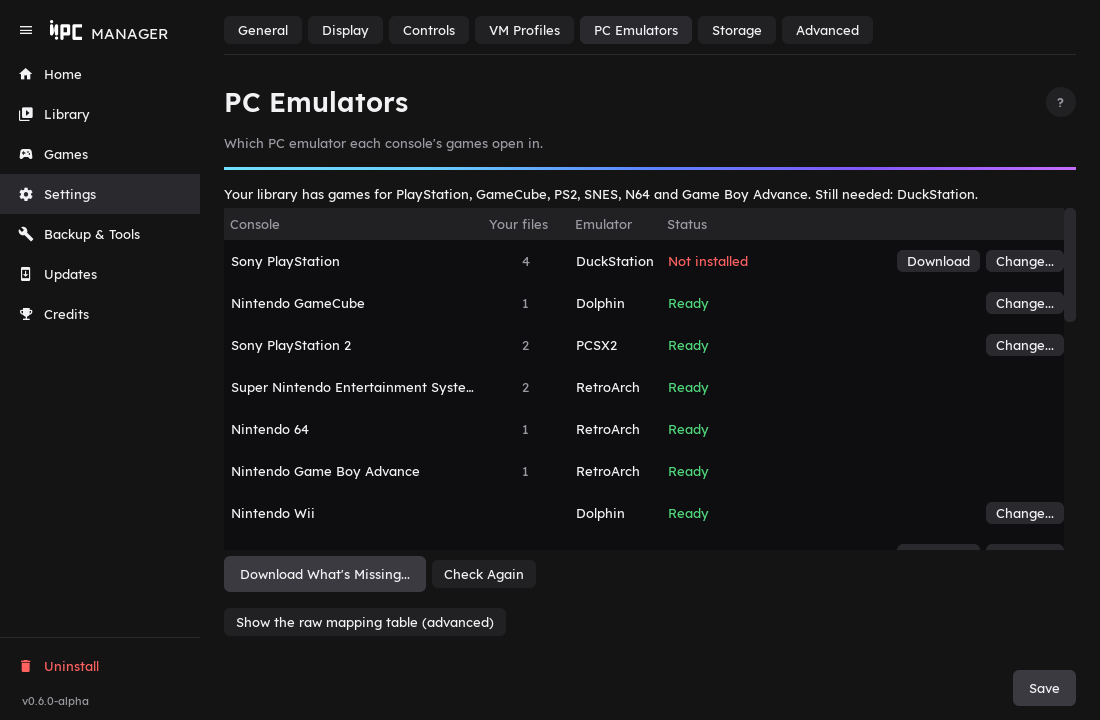 MANAGER
General Display Controls VM Profiles PC Emulators Storage Advanced
Home
Library
Games
Settings
Backup & Tools
Updates
Credits
Uninstall
v0.6.0-alpha
PC Emulators
?
Which PC emulator each console's games open in.
Your library has games for PlayStation, GameCube, PS2, SNES, N64 and Game Boy Advance. Still needed: DuckStation.
Console Your files Emulator Status
Sony PlayStation 4 DuckStation Not installed Download Change...
Nintendo GameCube 1 Dolphin Ready Change...
Sony PlayStation 2 2 PCSX2 Ready Change...
Super Nintendo Entertainment Syste... 2 RetroArch Ready
Nintendo 64 1 RetroArch Ready
Nintendo Game Boy Advance 1 RetroArch Ready
Nintendo Wii Dolphin Ready Change...
Download What's Missing... Check Again
Show the raw mapping table (advanced)
Save